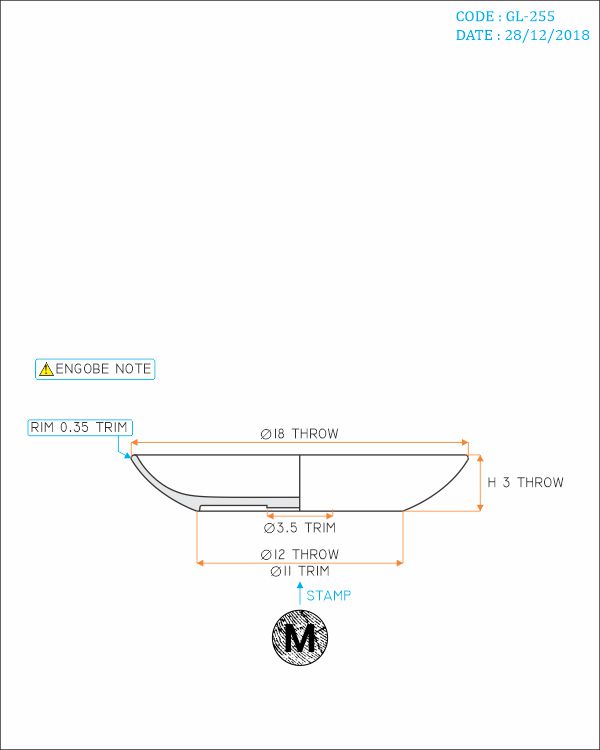 CODE : GL-255
DATE : 28/12/2018
ENGOBE NOTE
RIM 0.35 TRIM
Ø18 THROW
H 3 THROW
Ø3.5 TRIM
Ø12 THROW
Ø11 TRIM
STAMP
M